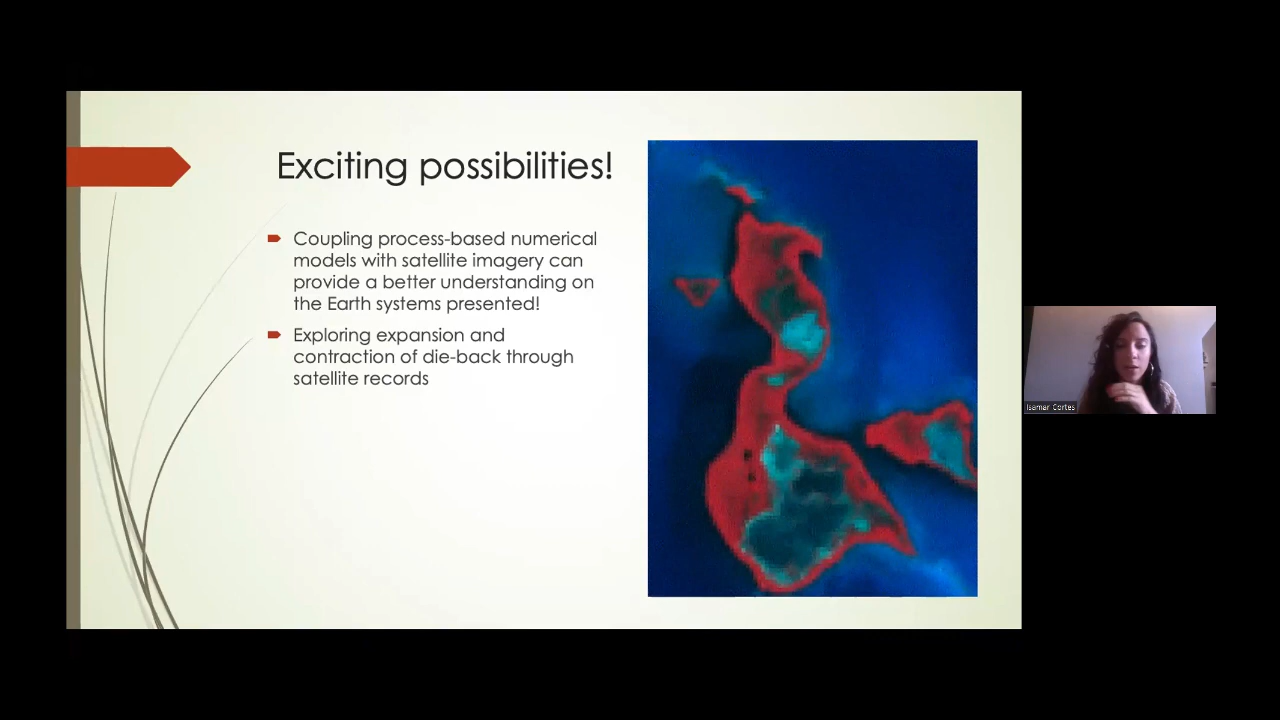 Exciting possibilities!
Coupling process-based numerical
models with satellite imagery can
provide a better understanding on
the Earth systems presented!
Exploring expansion and
contraction of die-back through
satellite records
Isamar Cortes